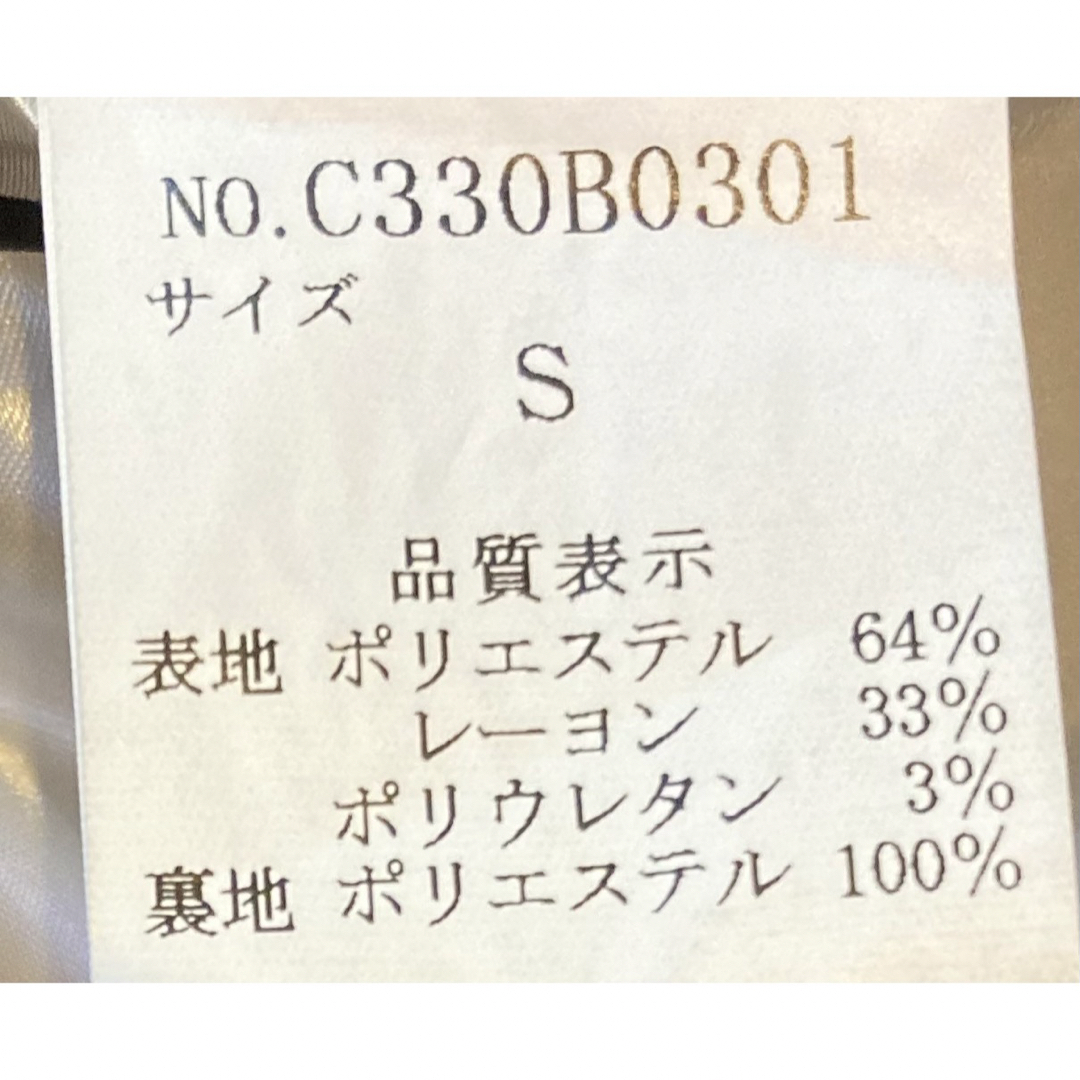 NO.C330B0301
サイズ
S
品質表示
表地 ポリエステル 64%
レーヨン 33%
ポリウレタン 3%
裏地 ポリエステル 100%